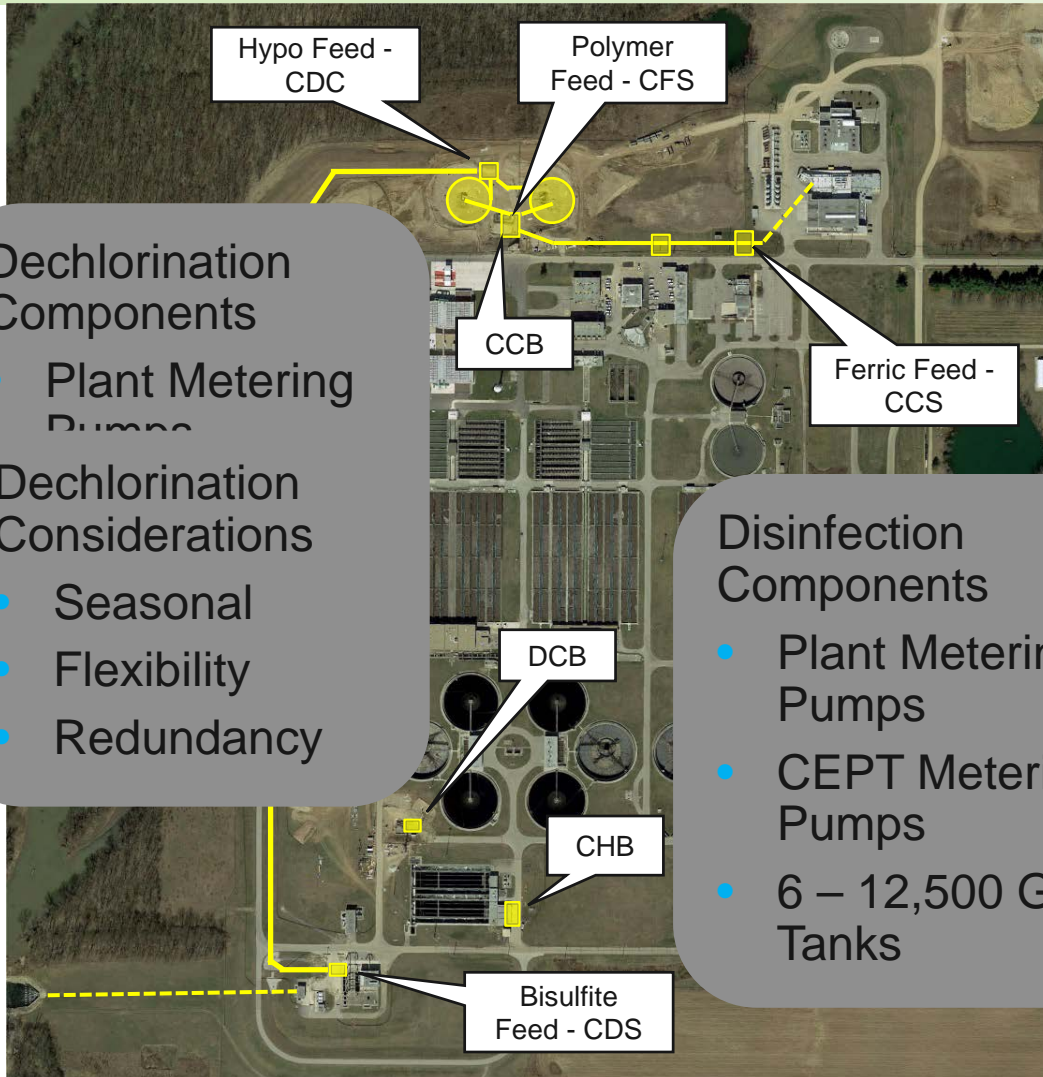 Hypo Feed -
CDC
Polymer
Feed - CFS
CCB
Ferric Feed -
CCS
Dechlorination
Components
• Plant Metering
Dechlorination
Considerations
• Seasonal
• Flexibility
• Redundancy
Disinfection
Components
• Plant
Pumps
• CEPT
Pumps
• 6 – 12,500
Tanks
DCB
CHB
Bisulfite
Feed - CDS